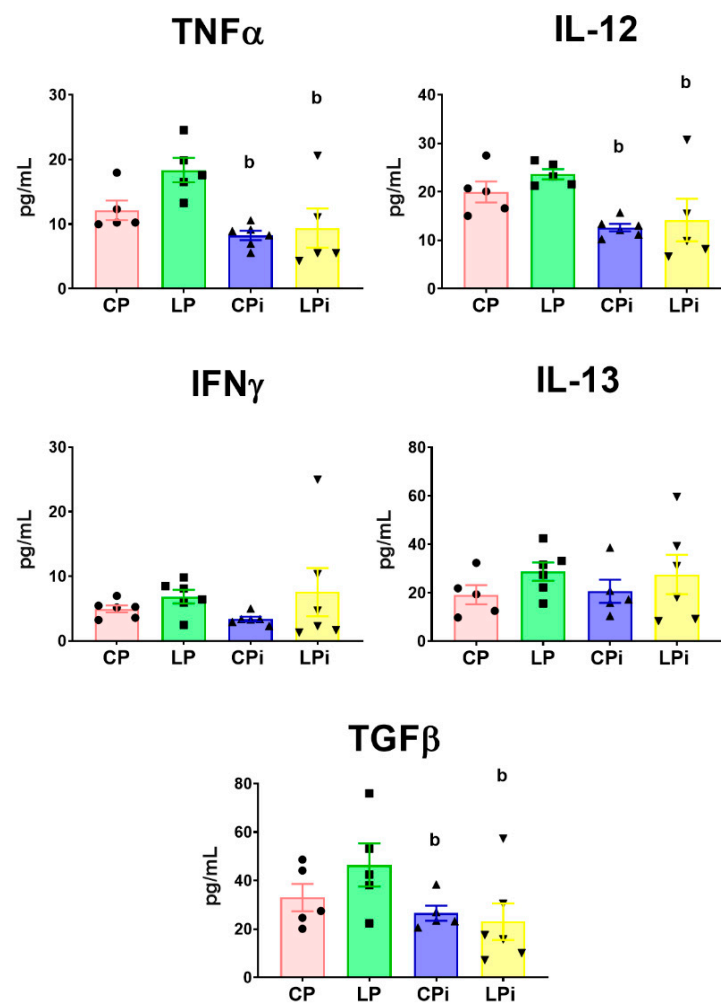 TNFα
IL-12
30
20
10
0
pg/mL
b
b
CP LP CPi LPi
40
30
20
10
0
pg/mL
b
b
CP LP CPi LPi
IFNγ
IL-13
30
20
10
0
pg/mL
CP LP CPi LPi
80
60
40
20
0
pg/mL
CP LP CPi LPi
TGFβ
80
60
40
20
0
pg/mL
b
b
CP LP CPi LPi